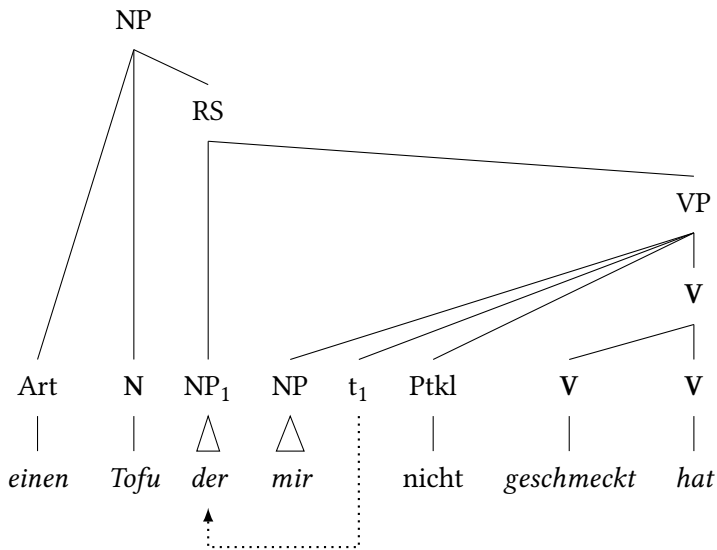 NP
RS
VP
V
Art N NP₁ NP t₁ Ptkl V V
einen Tofu der mir nicht geschmeckt hat